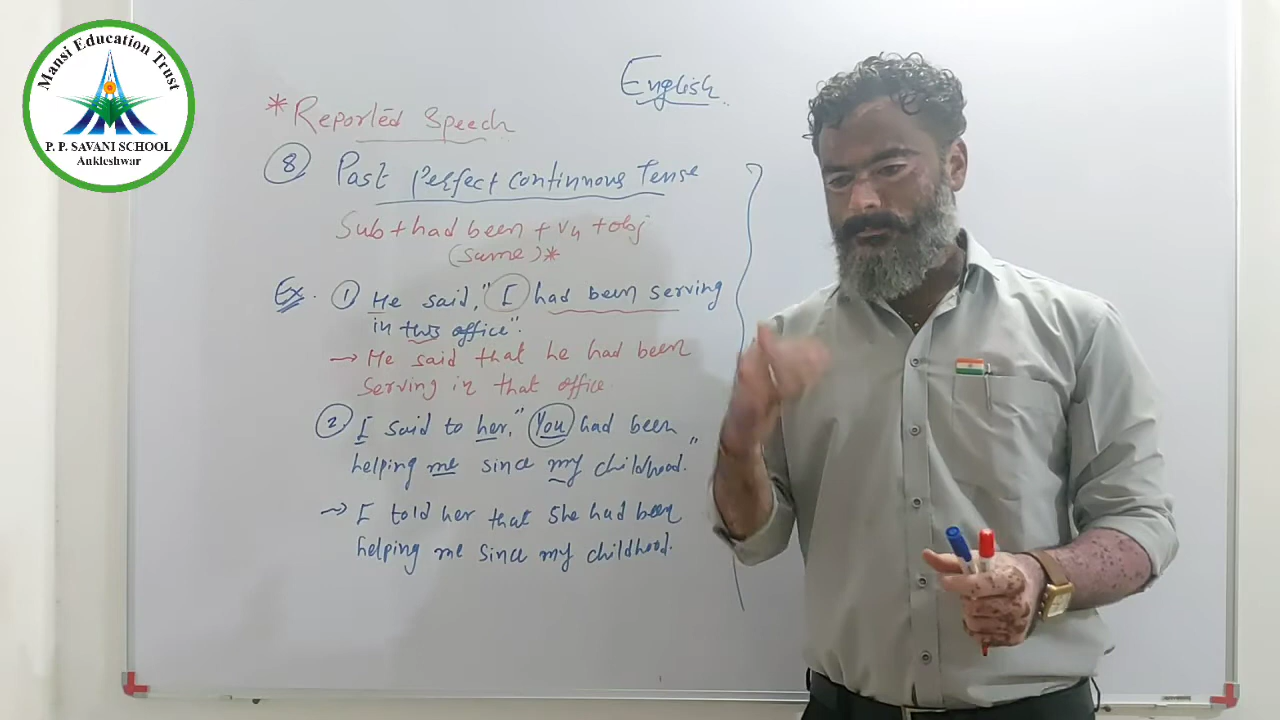 Mansi Education Trust
P. P. SAVANI SCHOOL
Ankleshwar
English
*Reported Speech
8 Past Perfect Continuous Tense
Sub + had been + V4 + obj
(Same)*
Ex. 1 He said, "I had been serving
in this office".
→ He said that he had been
serving in that office
2 I said to her, "You had been
helping me since my childhood."
→ I told her that She had been
helping me since my childhood.